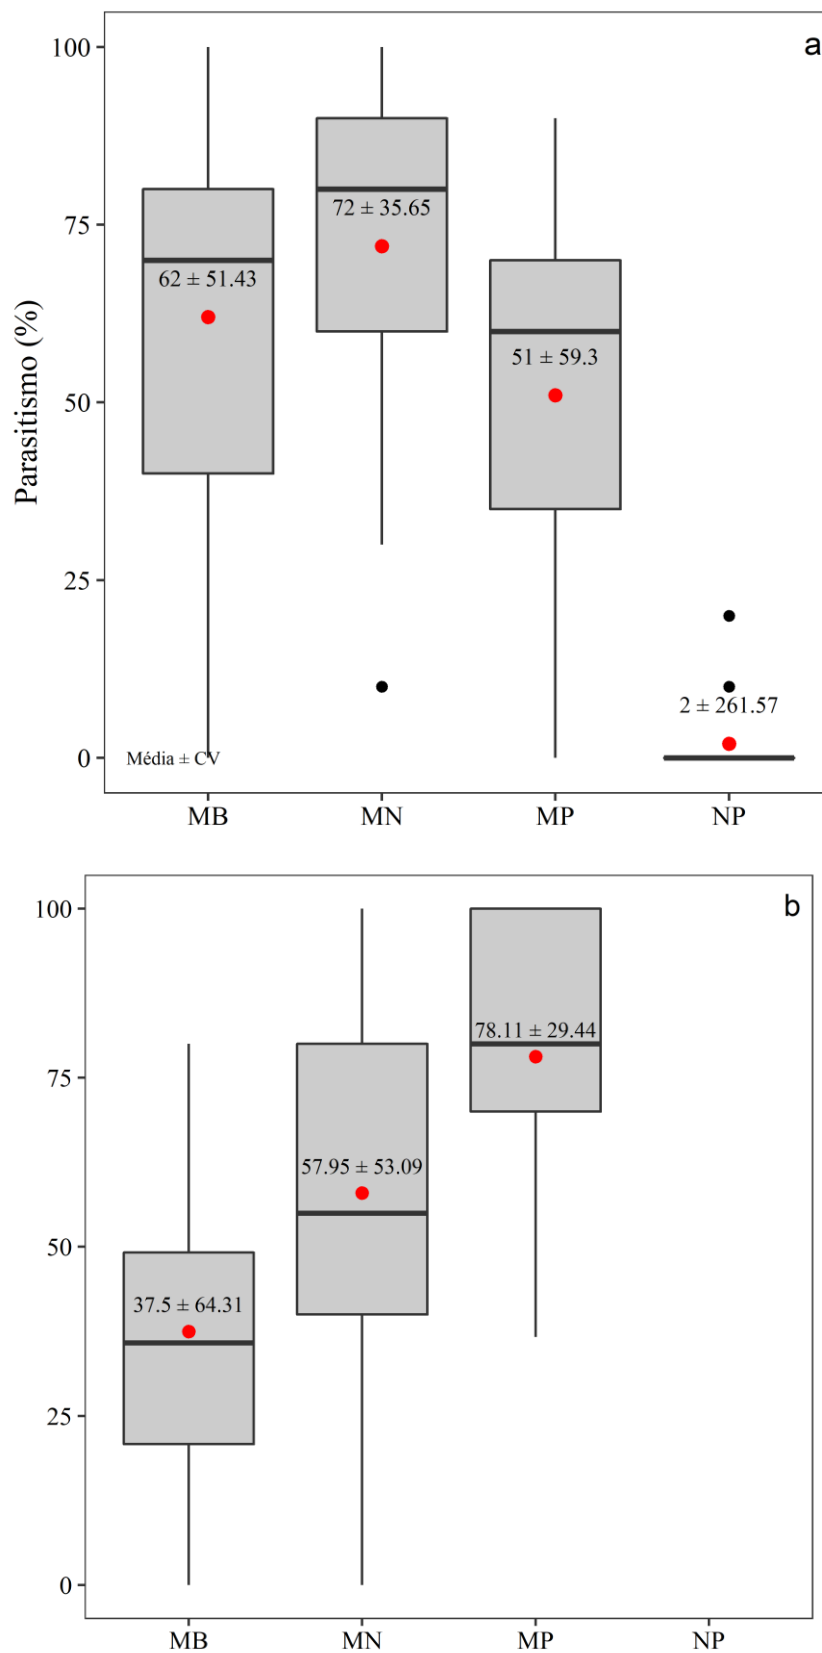 a
100
75
50
25
0
Parasitismo (%)
62 ± 51.43
72 ± 35.65
51 ± 59.3
2 ± 261.57
Média ± CV
MB MN MP NP
b
100
75
50
25
0
37.5 ± 64.31
57.95 ± 53.09
78.11 ± 29.44
MB MN MP NP